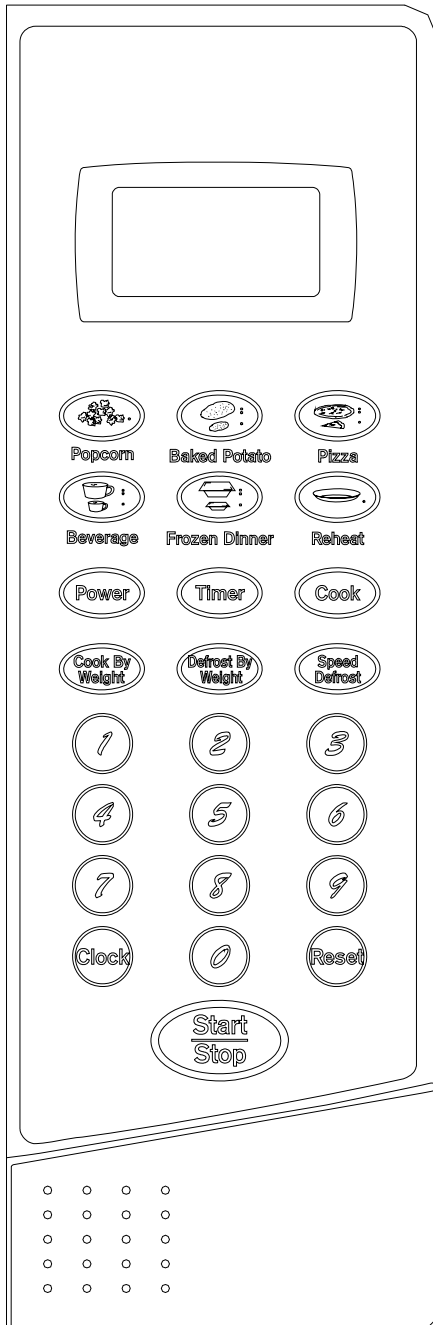 Popcorn Baked Potato Pizza
Beverage Frozen Dinner Reheat
Power Timer Cook
Cook By Defrost By Speed
Weight Weight Defrost
1 2 3
4 5 6
7 8 9
Clock 0 Reset
Start
Stop